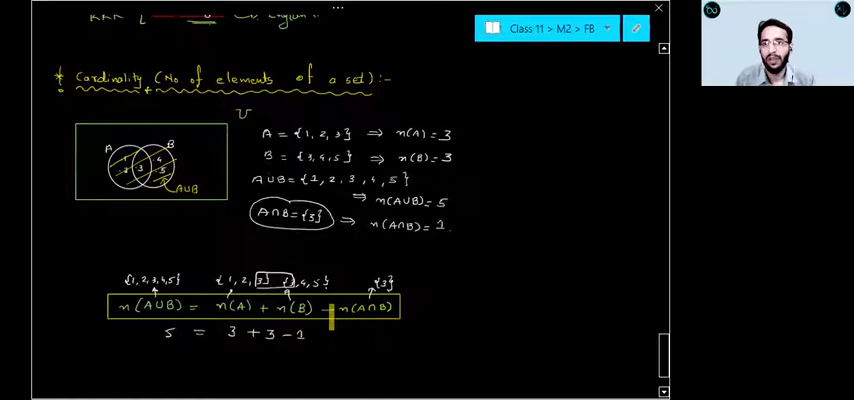 England
Class 11 > M2 > FB
* Cardinality (No. of elements of a set) :-
U
A = {1, 2, 3} ⇒ n(A) = 3
A B
1 4
2 3 5
A∪B
B = {3, 4, 5} ⇒ n(B) = 3
A∪B = {1, 2, 3, 4, 5}
⇒ n(A∪B) = 5
A∩B = {3} ⇒ n(A∩B) = 1.
{1, 2, 3, 4, 5} {1, 2, 3} {3, 4, 5} {3}
n(A∪B) = n(A) + n(B) − n(A∩B)
5 = 3 + 3 − 1